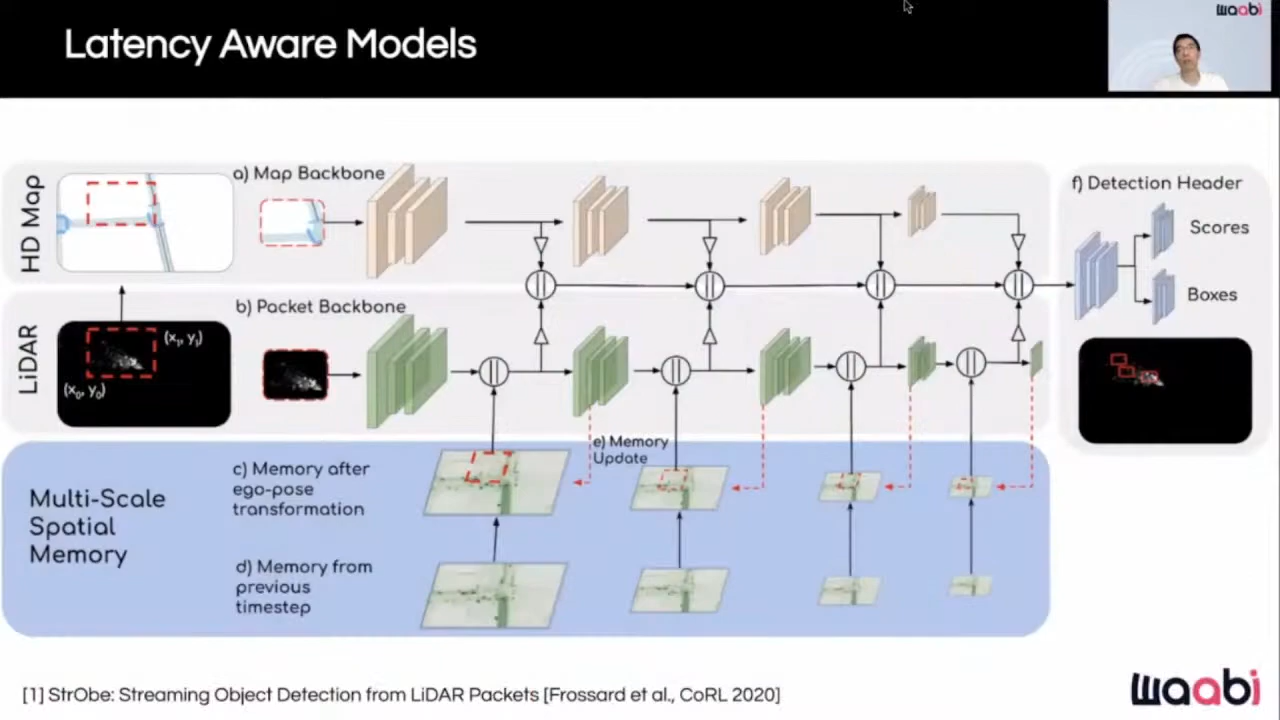 Latency Aware Models
waabi
HD Map
a) Map Backbone
f) Detection Header
Scores
Boxes
LiDAR
(x₁, y₁)
(x₀, y₀)
b) Packet Backbone
Multi-Scale
Spatial
Memory
c) Memory after
ego-pose
transformation
e) Memory
Update
d) Memory from
previous
timestep
[1] StrObe: Streaming Object Detection from LiDAR Packets [Frossard et al., CoRL 2020]
waabi